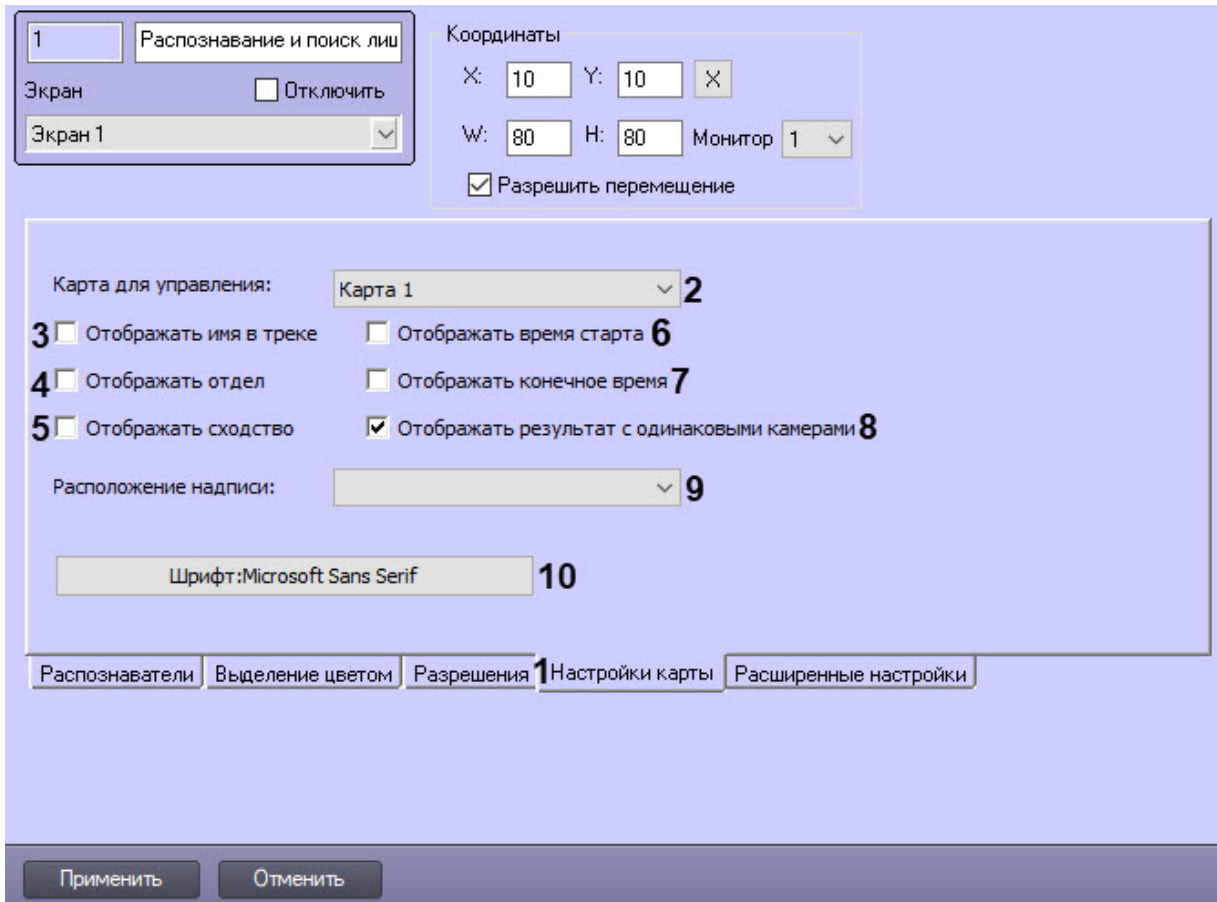 1 Распознавание и поиск лиц
Экран Отключить
Экран 1
Координаты
X: 10 Y: 10 X
W: 80 H: 80 Монитор 1
Разрешить перемещение
Карта для управления: Карта 1 2
3 Отображать имя в треке Отображать время старта 6
4 Отображать отдел Отображать конечное время 7
5 Отображать сходство Отображать результат с одинаковыми камерами 8
Расположение надписи: 9
Шрифт:Microsoft Sans Serif 10
Распознаватели Выделение цветом Разрешения 1 Настройки карты Расширенные настройки
Применить Отменить